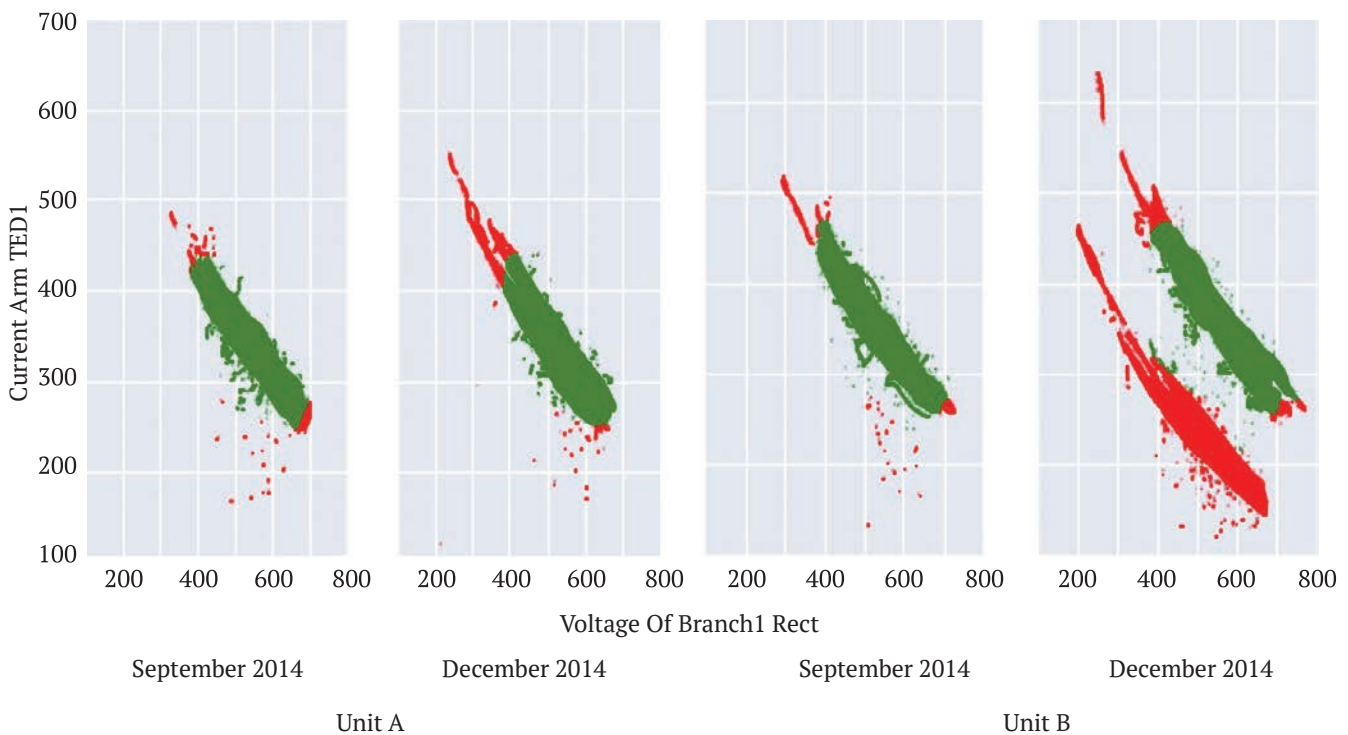 700
600
500
400
300
200
100
Current Arm TED1
200 400 600 800 200 400 600 800 200 400 600 800 200 400 600 800
Voltage Of Branch1 Rect
September 2014 December 2014 September 2014 December 2014
Unit A Unit B